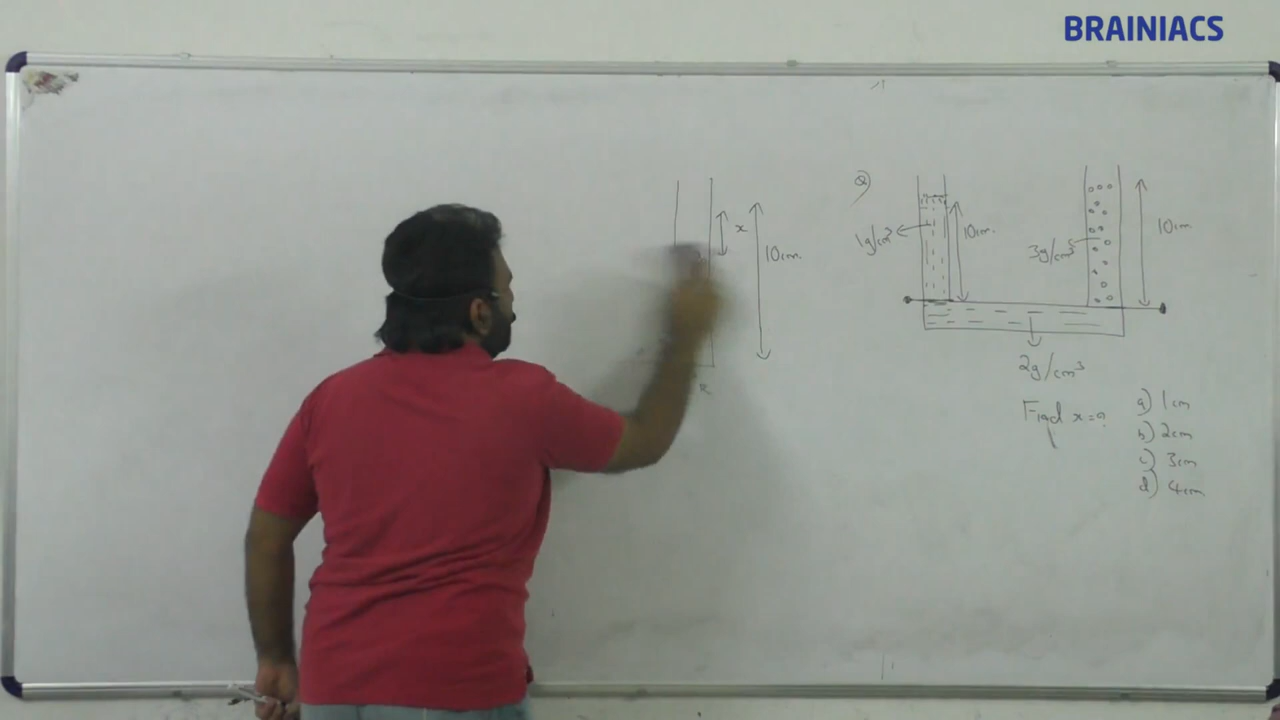 BRAINIACS
Q)
x
10cm.
1g/cm³
10cm.
3g/cm³
10cm
2g/cm³
Find x = ?
a) 1cm
b) 2cm
c) 3cm
d) 4cm